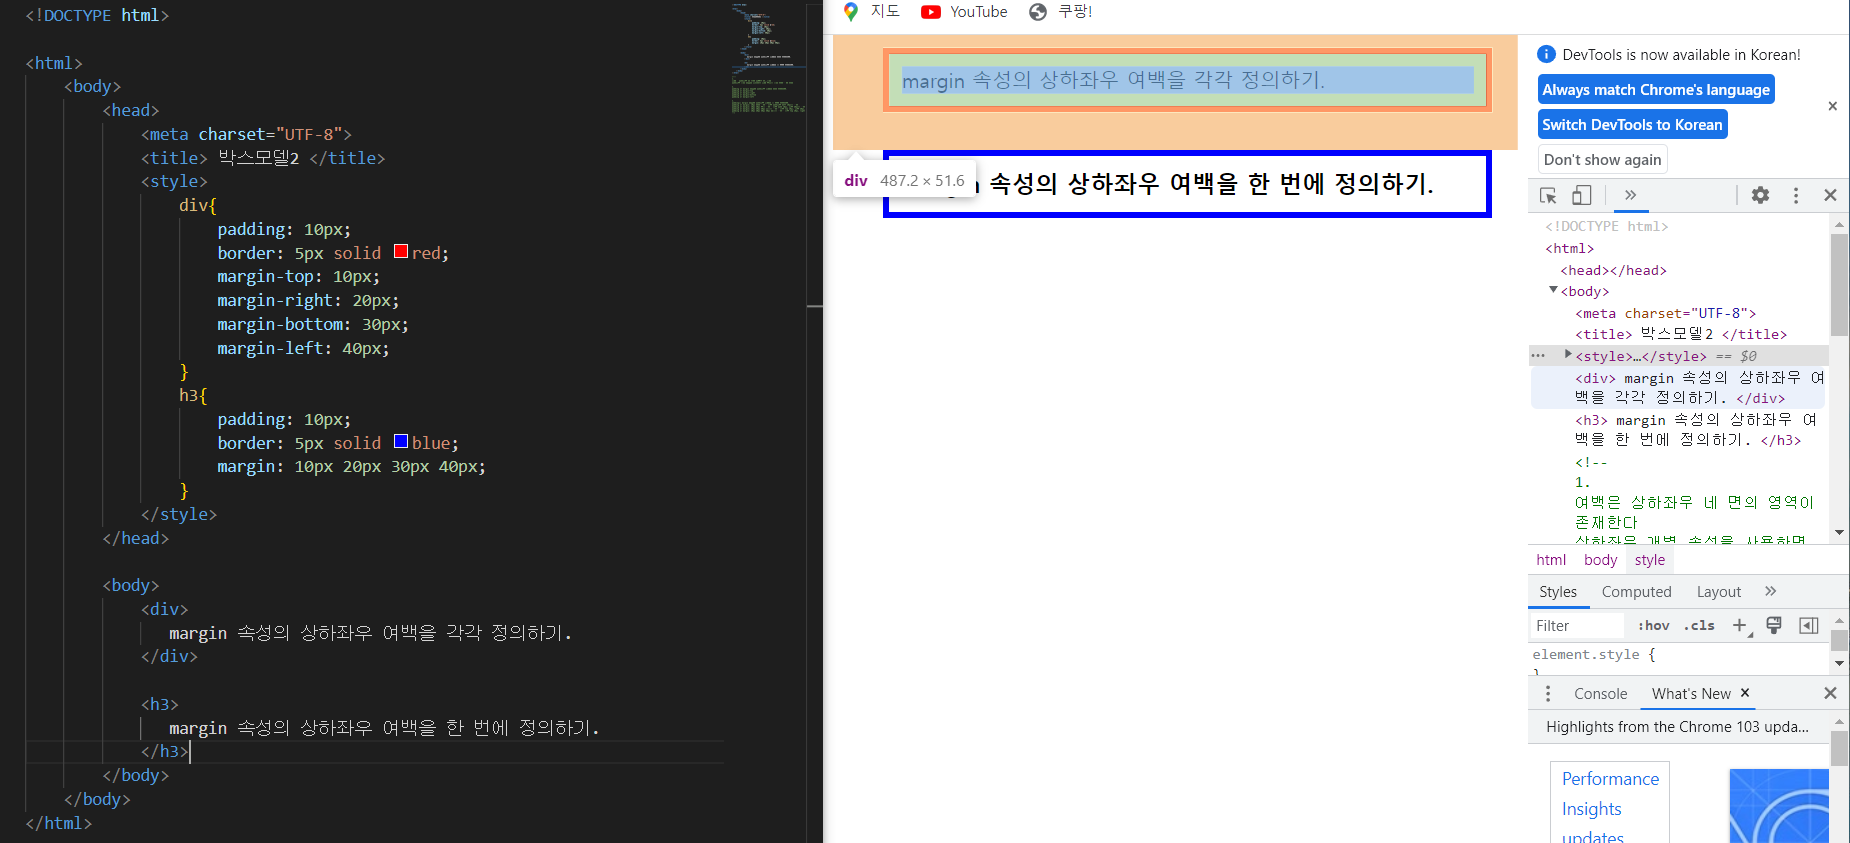 <!DOCTYPE html>
<html>
<body>
<head>
<meta charset="UTF-8">
<title> 박스모델2 </title>
<style>
div{
padding: 10px;
border: 5px solid red;
margin-top: 10px;
margin-right: 20px;
margin-bottom: 30px;
margin-left: 40px;
}
h3{
padding: 10px;
border: 5px solid blue;
margin: 10px 20px 30px 40px;
}
</style>
</head>
<body>
<div>
margin 속성의 상하좌우 여백을 각각 정의하기.
</div>
<h3>
margin 속성의 상하좌우 여백을 한 번에 정의하기.
</h3>
</body>
</body>
</html>
지도 YouTube 쿠팡!
margin 속성의 상하좌우 여백을 각각 정의하기.
속성의 상하좌우 여백을 한 번에 정의하기.
div 487.2 × 51.6
DevTools is now available in Korean!
Always match Chrome's language
Switch DevTools to Korean
Don't show again
<!DOCTYPE html>
<html>
<head></head>
<body>
<meta charset="UTF-8">
<title> 박스모델2 </title>
<style>…</style> == $0
<div> margin 속성의 상하좌우 여
백을 각각 정의하기. </div>
<h3> margin 속성의 상하좌우 여
백을 한 번에 정의하기. </h3>
<!--
1.
여백은 상하좌우 네 면의 영역이
존재한다
상하좌우 개별 속성을 사용하면
html body style
Styles Computed Layout
Filter :hov .cls
element.style {
}
Console What's New
Highlights from the Chrome 103 upda...
Performance
Insights
updates